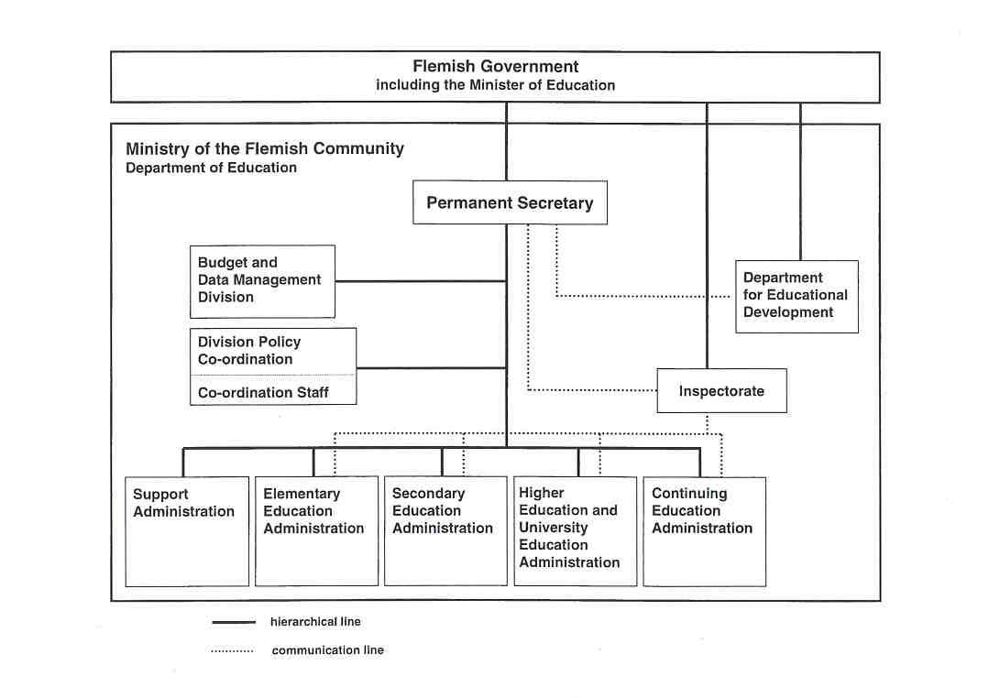 Flemish Government
including the Minister of Education
Ministry of the Flemish Community
Department of Education
Permanent Secretary
Budget and
Data Management
Division
Department
for Educational
Development
Division Policy
Co-ordination
Co-ordination Staff
Inspectorate
Support
Administration
Elementary
Education
Administration
Secondary
Education
Administration
Higher
Education and
University
Education
Administration
Continuing
Education
Administration
hierarchical line
communication line